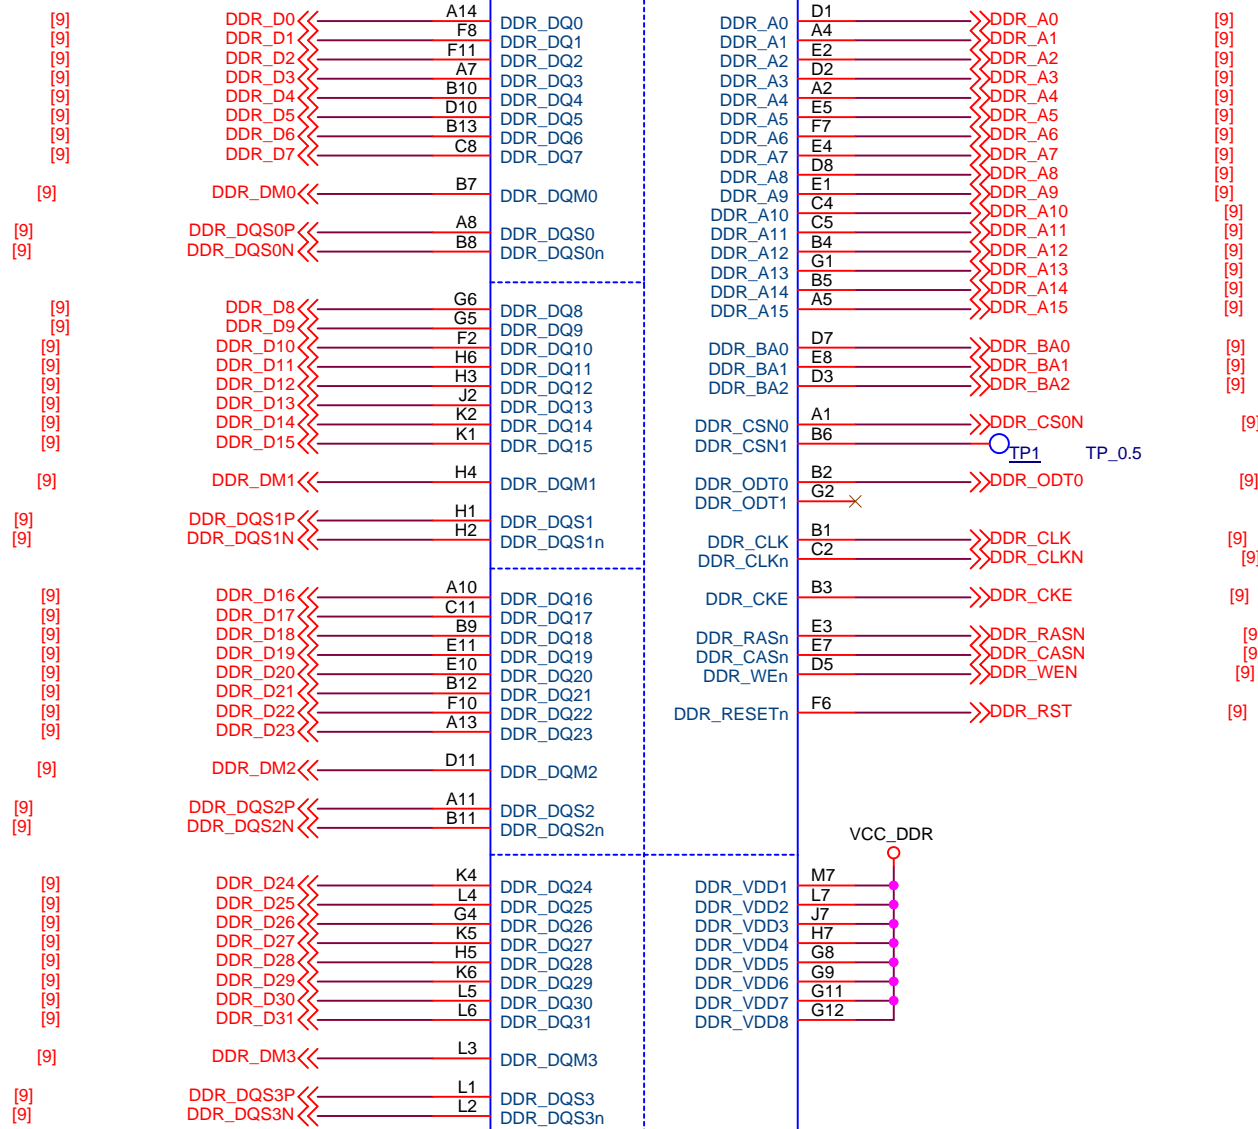 [9] DDR_D0 A14 DDR_DQ0 DDR_A0 D1 DDR_A0 [9]
[9] DDR_D1 F8 DDR_DQ1 DDR_A1 A4 DDR_A1 [9]
[9] DDR_D2 F11 DDR_DQ2 DDR_A2 E2 DDR_A2 [9]
[9] DDR_D3 A7 DDR_DQ3 DDR_A3 D2 DDR_A3 [9]
[9] DDR_D4 B10 DDR_DQ4 DDR_A4 A2 DDR_A4 [9]
[9] DDR_D5 D10 DDR_DQ5 DDR_A5 E5 DDR_A5 [9]
[9] DDR_D6 B13 DDR_DQ6 DDR_A6 F7 DDR_A6 [9]
[9] DDR_D7 C8 DDR_DQ7 DDR_A7 E4 DDR_A7 [9]
DDR_A8 D8 DDR_A8 [9]
[9] DDR_DM0 B7 DDR_DQM0 DDR_A9 E1 DDR_A9 [9]
DDR_A10 C4 DDR_A10 [9]
[9] DDR_DQS0P A8 DDR_DQS0 DDR_A11 C5 DDR_A11 [9]
[9] DDR_DQS0N B8 DDR_DQS0n DDR_A12 B4 DDR_A12 [9]
DDR_A13 G1 DDR_A13 [9]
DDR_A14 B5 DDR_A14 [9]
[9] DDR_D8 G6 DDR_DQ8 DDR_A15 A5 DDR_A15 [9]
[9] DDR_D9 G5 DDR_DQ9
[9] DDR_D10 F2 DDR_DQ10 DDR_BA0 D7 DDR_BA0 [9]
[9] DDR_D11 H6 DDR_DQ11 DDR_BA1 E8 DDR_BA1 [9]
[9] DDR_D12 H3 DDR_DQ12 DDR_BA2 D3 DDR_BA2 [9]
[9] DDR_D13 J2 DDR_DQ13
[9] DDR_D14 K2 DDR_DQ14 DDR_CSN0 A1 DDR_CS0N [9]
[9] DDR_D15 K1 DDR_DQ15 DDR_CSN1 B6 TP1 TP_0.5
[9] DDR_DM1 H4 DDR_DQM1 DDR_ODT0 B2 DDR_ODT0 [9]
DDR_ODT1 G2
[9] DDR_DQS1P H1 DDR_DQS1
[9] DDR_DQS1N H2 DDR_DQS1n DDR_CLK B1 DDR_CLK [9]
DDR_CLKn C2 DDR_CLKN [9]
[9] DDR_D16 A10 DDR_DQ16 DDR_CKE B3 DDR_CKE [9]
[9] DDR_D17 C11 DDR_DQ17
[9] DDR_D18 B9 DDR_DQ18 DDR_RASn E3 DDR_RASN [9]
[9] DDR_D19 E11 DDR_DQ19 DDR_CASn E7 DDR_CASN [9]
[9] DDR_D20 E10 DDR_DQ20 DDR_WEn D5 DDR_WEN [9]
[9] DDR_D21 B12 DDR_DQ21
[9] DDR_D22 F10 DDR_DQ22 DDR_RESETn F6 DDR_RST [9]
[9] DDR_D23 A13 DDR_DQ23
[9] DDR_DM2 D11 DDR_DQM2
[9] DDR_DQS2P A11 DDR_DQS2
[9] DDR_DQS2N B11 DDR_DQS2n
VCC_DDR
[9] DDR_D24 K4 DDR_DQ24 DDR_VDD1 M7
[9] DDR_D25 L4 DDR_DQ25 DDR_VDD2 L7
[9] DDR_D26 G4 DDR_DQ26 DDR_VDD3 J7
[9] DDR_D27 K5 DDR_DQ27 DDR_VDD4 H7
[9] DDR_D28 H5 DDR_DQ28 DDR_VDD5 G8
[9] DDR_D29 K6 DDR_DQ29 DDR_VDD6 G9
[9] DDR_D30 L5 DDR_DQ30 DDR_VDD7 G11
[9] DDR_D31 L6 DDR_DQ31 DDR_VDD8 G12
[9] DDR_DM3 L3 DDR_DQM3
[9] DDR_DQS3P L1 DDR_DQS3
[9] DDR_DQS3N L2 DDR_DQS3n